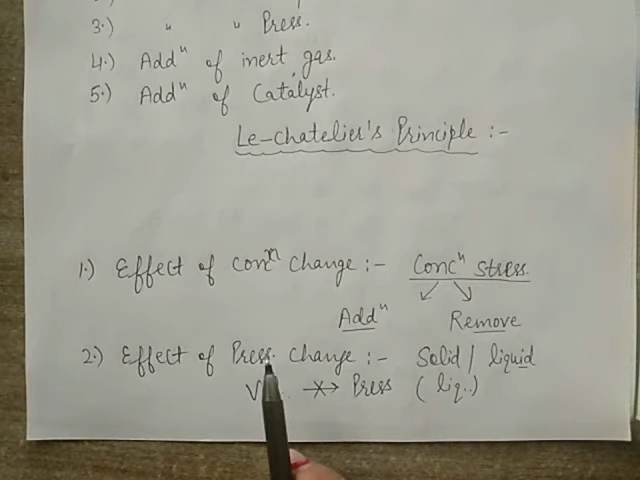 3.) " " Press.
4.) Addⁿ of inert gas.
5.) Addⁿ of Catalyst.
Le-chatelier's Principle :-
1.) Effect of concⁿ change :- Concⁿ stress.
↙ ↘
Addⁿ Remove
2.) Effect of Press. change :- Solid / liquid
V ↛ Press (liq.)